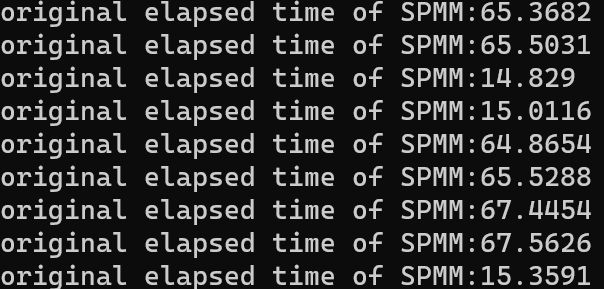 original elapsed time of SPMM:65.3682
original elapsed time of SPMM:65.5031
original elapsed time of SPMM:14.829
original elapsed time of SPMM:15.0116
original elapsed time of SPMM:64.8654
original elapsed time of SPMM:65.5288
original elapsed time of SPMM:67.4454
original elapsed time of SPMM:67.5626
original elapsed time of SPMM:15.3591